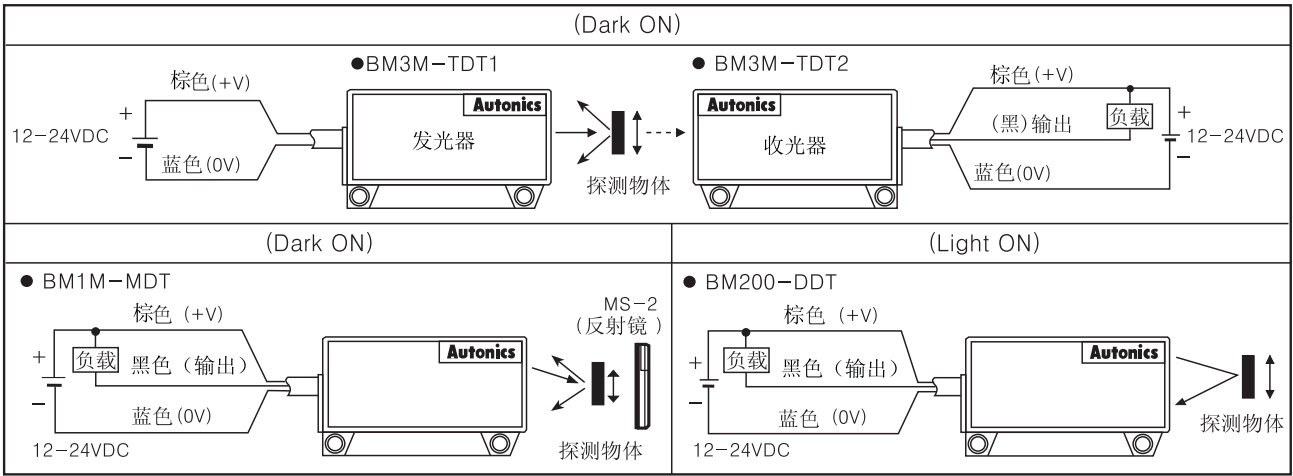 (Dark ON)
●BM3M-TDT1
● BM3M-TDT2
棕色(+V)
+
12-24VDC
-
蓝色(0V)
Autonics
发光器
探测物体
Autonics
收光器
棕色(+V)
(黑)输出
负载
+
12-24VDC
-
蓝色(0V)
(Dark ON)
● BM1M-MDT
棕色 (+V)
+
负载
黑色 (输出)
-
蓝色(0V)
12-24VDC
Autonics
MS-2
(反射镜 )
探测物体
(Light ON)
● BM200-DDT
棕色 (+V)
+
负载
黑色 (输出)
-
蓝色 (0V)
12-24VDC
Autonics
探测物体